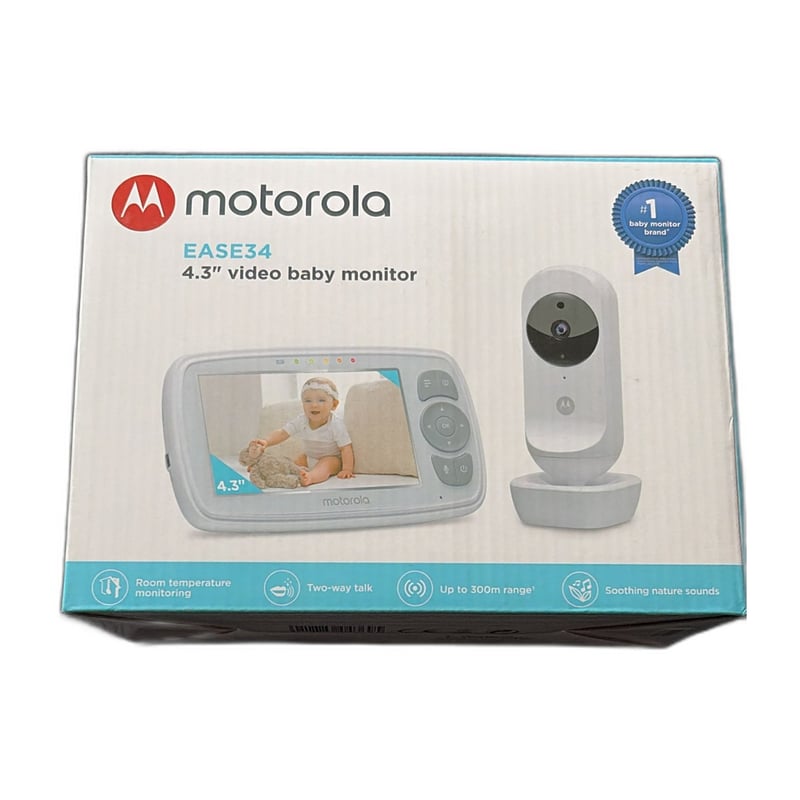 motorola
EASE34
4.3" video baby monitor
#1
baby monitor
brand*
4.3"
OK
motorola
Room temperature
monitoring
Two-way talk
Up to 300m range†
Soothing nature sounds